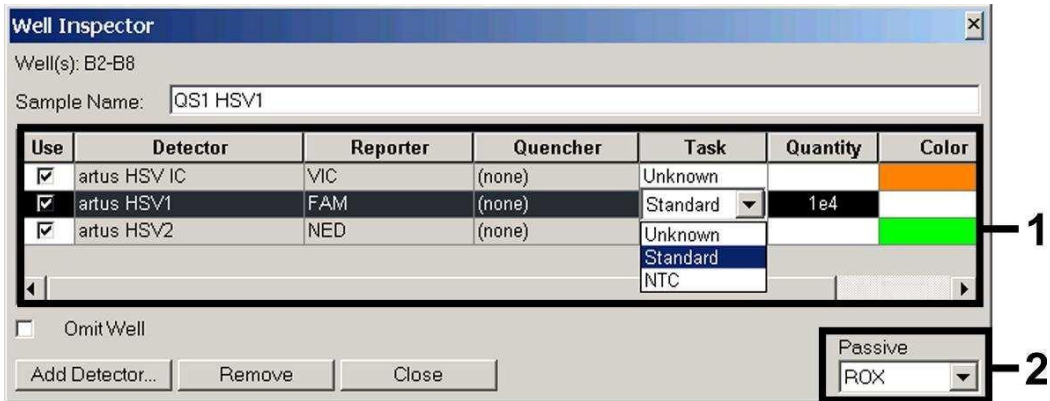 Well Inspector
Well(s): B2-B8
Sample Name: QS1 HSV1
Use Detector Reporter Quencher Task Quantity Color
artus HSV IC VIC (none) Unknown
artus HSV1 FAM (none) Standard 1e4
artus HSV2 NED (none) Unknown
Standard
NTC
1
Omit Well
Passive
Add Detector... Remove Close ROX
2